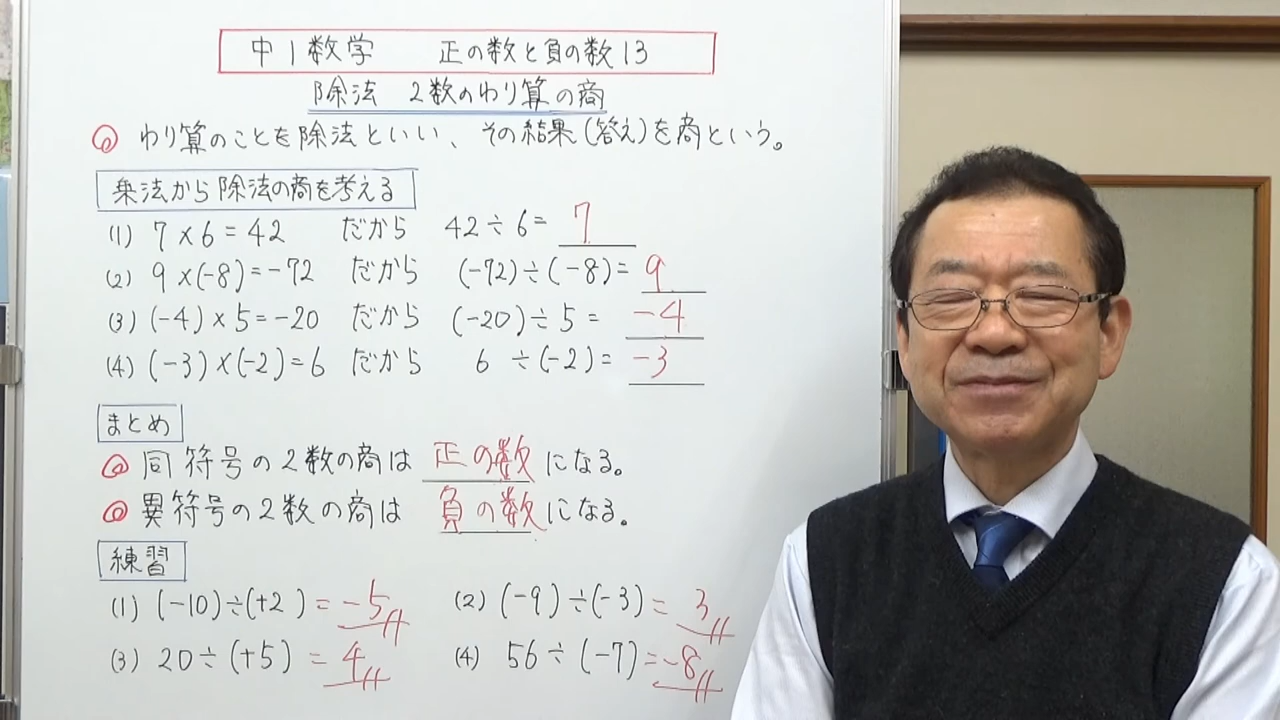 中1数学 正の数と負の数13
除法 2数のわり算の商
◎ わり算のことを除法といい、その結果(答え)を商という。
乗法から除法の商を考える
(1) 7×6=42 だから 42÷6= 7
(2) 9×(-8)=-72 だから (-72)÷(-8)= 9
(3) (-4)×5=-20 だから (-20)÷5= -4
(4) (-3)×(-2)=6 だから 6÷(-2)= -3
まとめ
◎ 同符号の2数の商は 正の数 になる。
◎ 異符号の2数の商は 負の数 になる。
練習
(1) (-10)÷(+2) = -5 (2) (-9)÷(-3) = 3
(3) 20÷(+5) = 4 (4) 56÷(-7) = -8